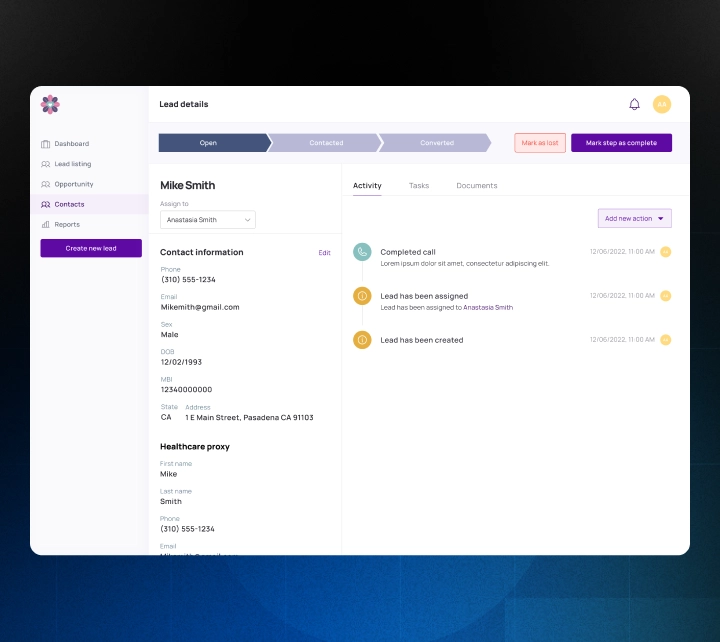 Lead details
AA
Dashboard
Lead listing
Opportunity
Contacts
Reports
Create new lead
Open
Contacted
Converted
Mark as lost
Mark step as complete
Mike Smith
Assign to
Anastasia Smith
Contact information
Edit
Phone
(310) 555-1234
Email
Mikemith@gmail.com
Sex
Male
DOB
12/02/1993
MBI
12340000000
State Address
CA 1 E Main Street, Pasadena CA 91103
Healthcare proxy
First name
Mike
Last name
Smith
Phone
(310) 555-1234
Email
Activity
Tasks
Documents
Add new action
Completed call
12/06/2022, 11:00 AM
Lorem ipsum dolor sit amet, consectetur adipiscing elit.
Lead has been assigned
12/06/2022, 11:00 AM
Lead has been assigned to Anastasia Smith
Lead has been created
12/06/2022, 11:00 AM